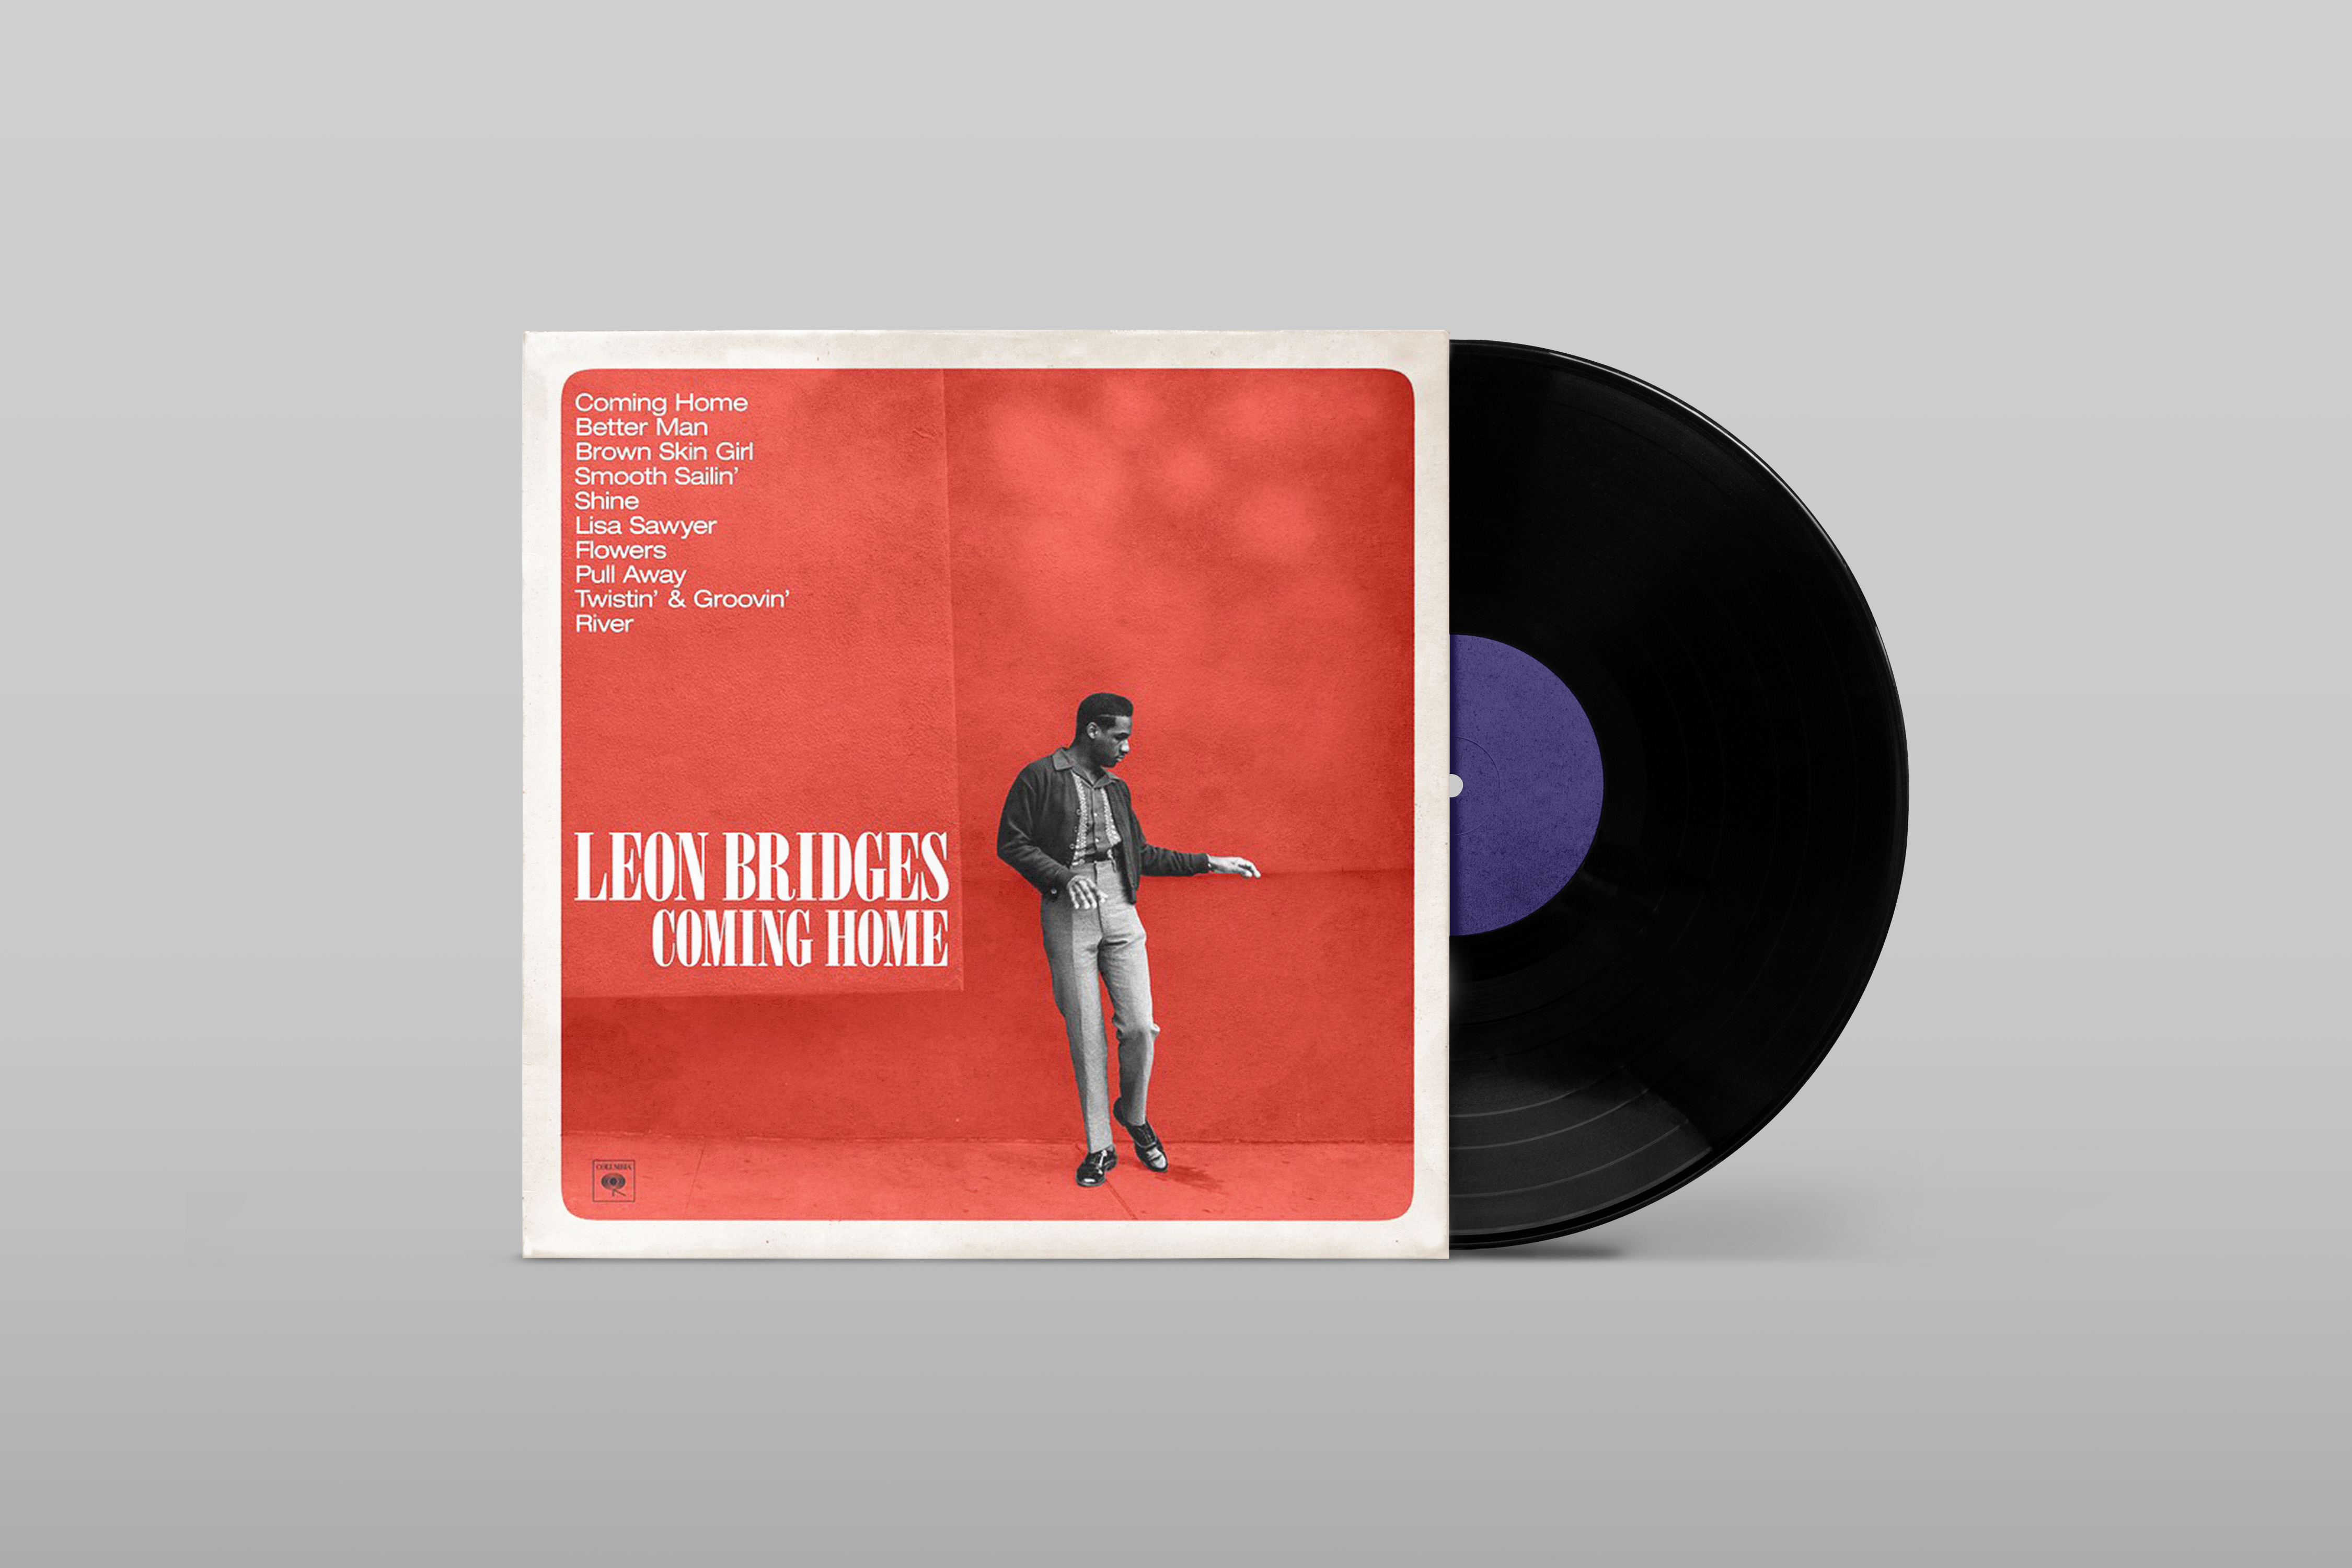 Coming Home
Better Man
Brown Skin Girl
Smooth Sailin’
Shine
Lisa Sawyer
Flowers
Pull Away
Twistin’ & Groovin’
River
LEON BRIDGES
COMING HOME
COLUMBIA